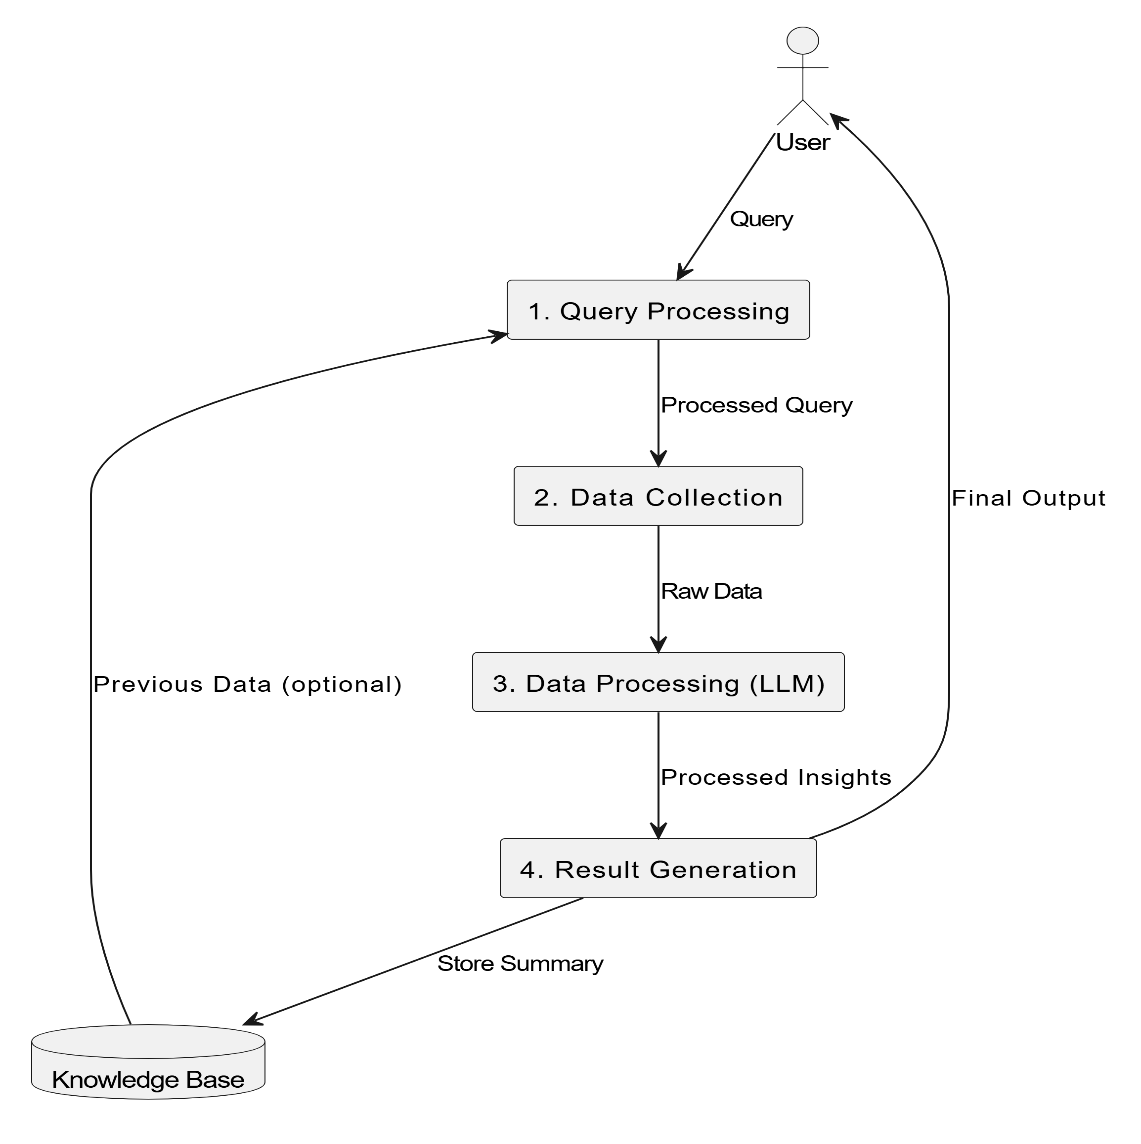 User
Query
1. Query Processing
Processed Query
2. Data Collection
Final Output
Raw Data
Previous Data (optional)
3. Data Processing (LLM)
Processed Insights
4. Result Generation
Store Summary
Knowledge Base